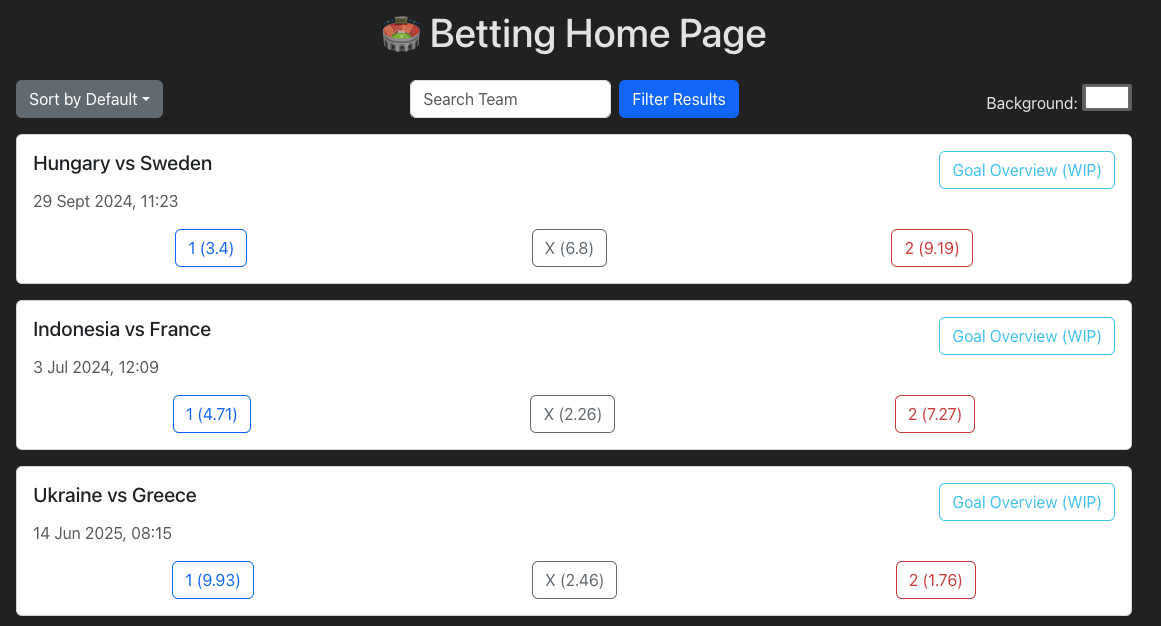 Betting Home Page
Sort by Default
Search Team
Filter Results
Background:
Hungary vs Sweden
Goal Overview (WIP)
29 Sept 2024, 11:23
1 (3.4)
X (6.8)
2 (9.19)
Indonesia vs France
Goal Overview (WIP)
3 Jul 2024, 12:09
1 (4.71)
X (2.26)
2 (7.27)
Ukraine vs Greece
Goal Overview (WIP)
14 Jun 2025, 08:15
1 (9.93)
X (2.46)
2 (1.76)